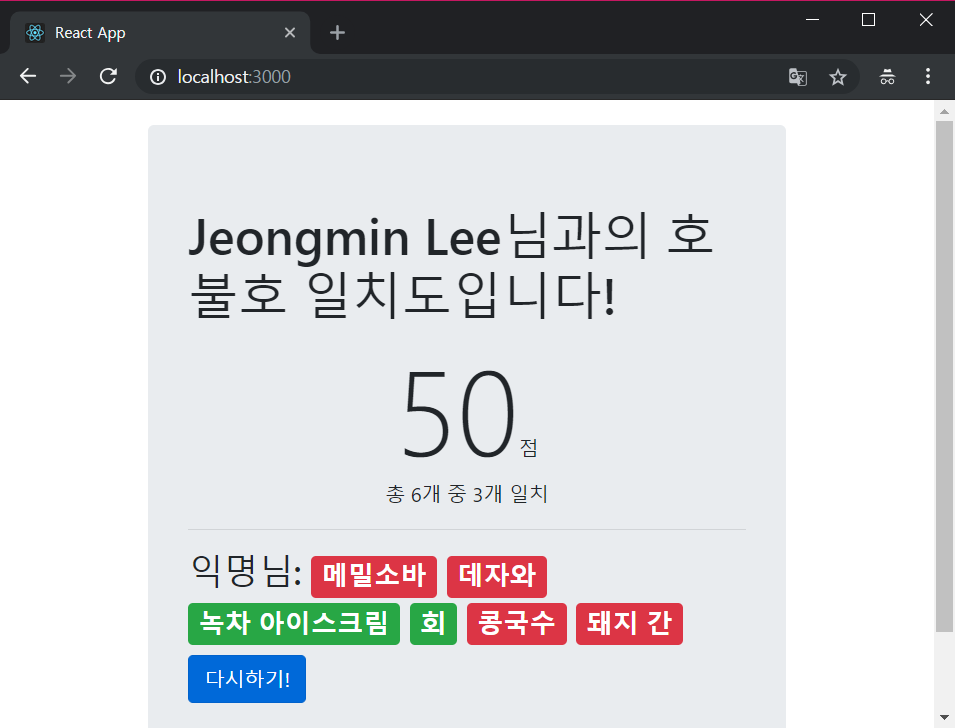 React App
localhost:3000
Jeongmin Lee님과의 호
불호 일치도입니다!
50점
총 6개 중 3개 일치
익명님: 메밀소바 데자와
녹차 아이스크림 회 콩국수 돼지 간
다시하기!